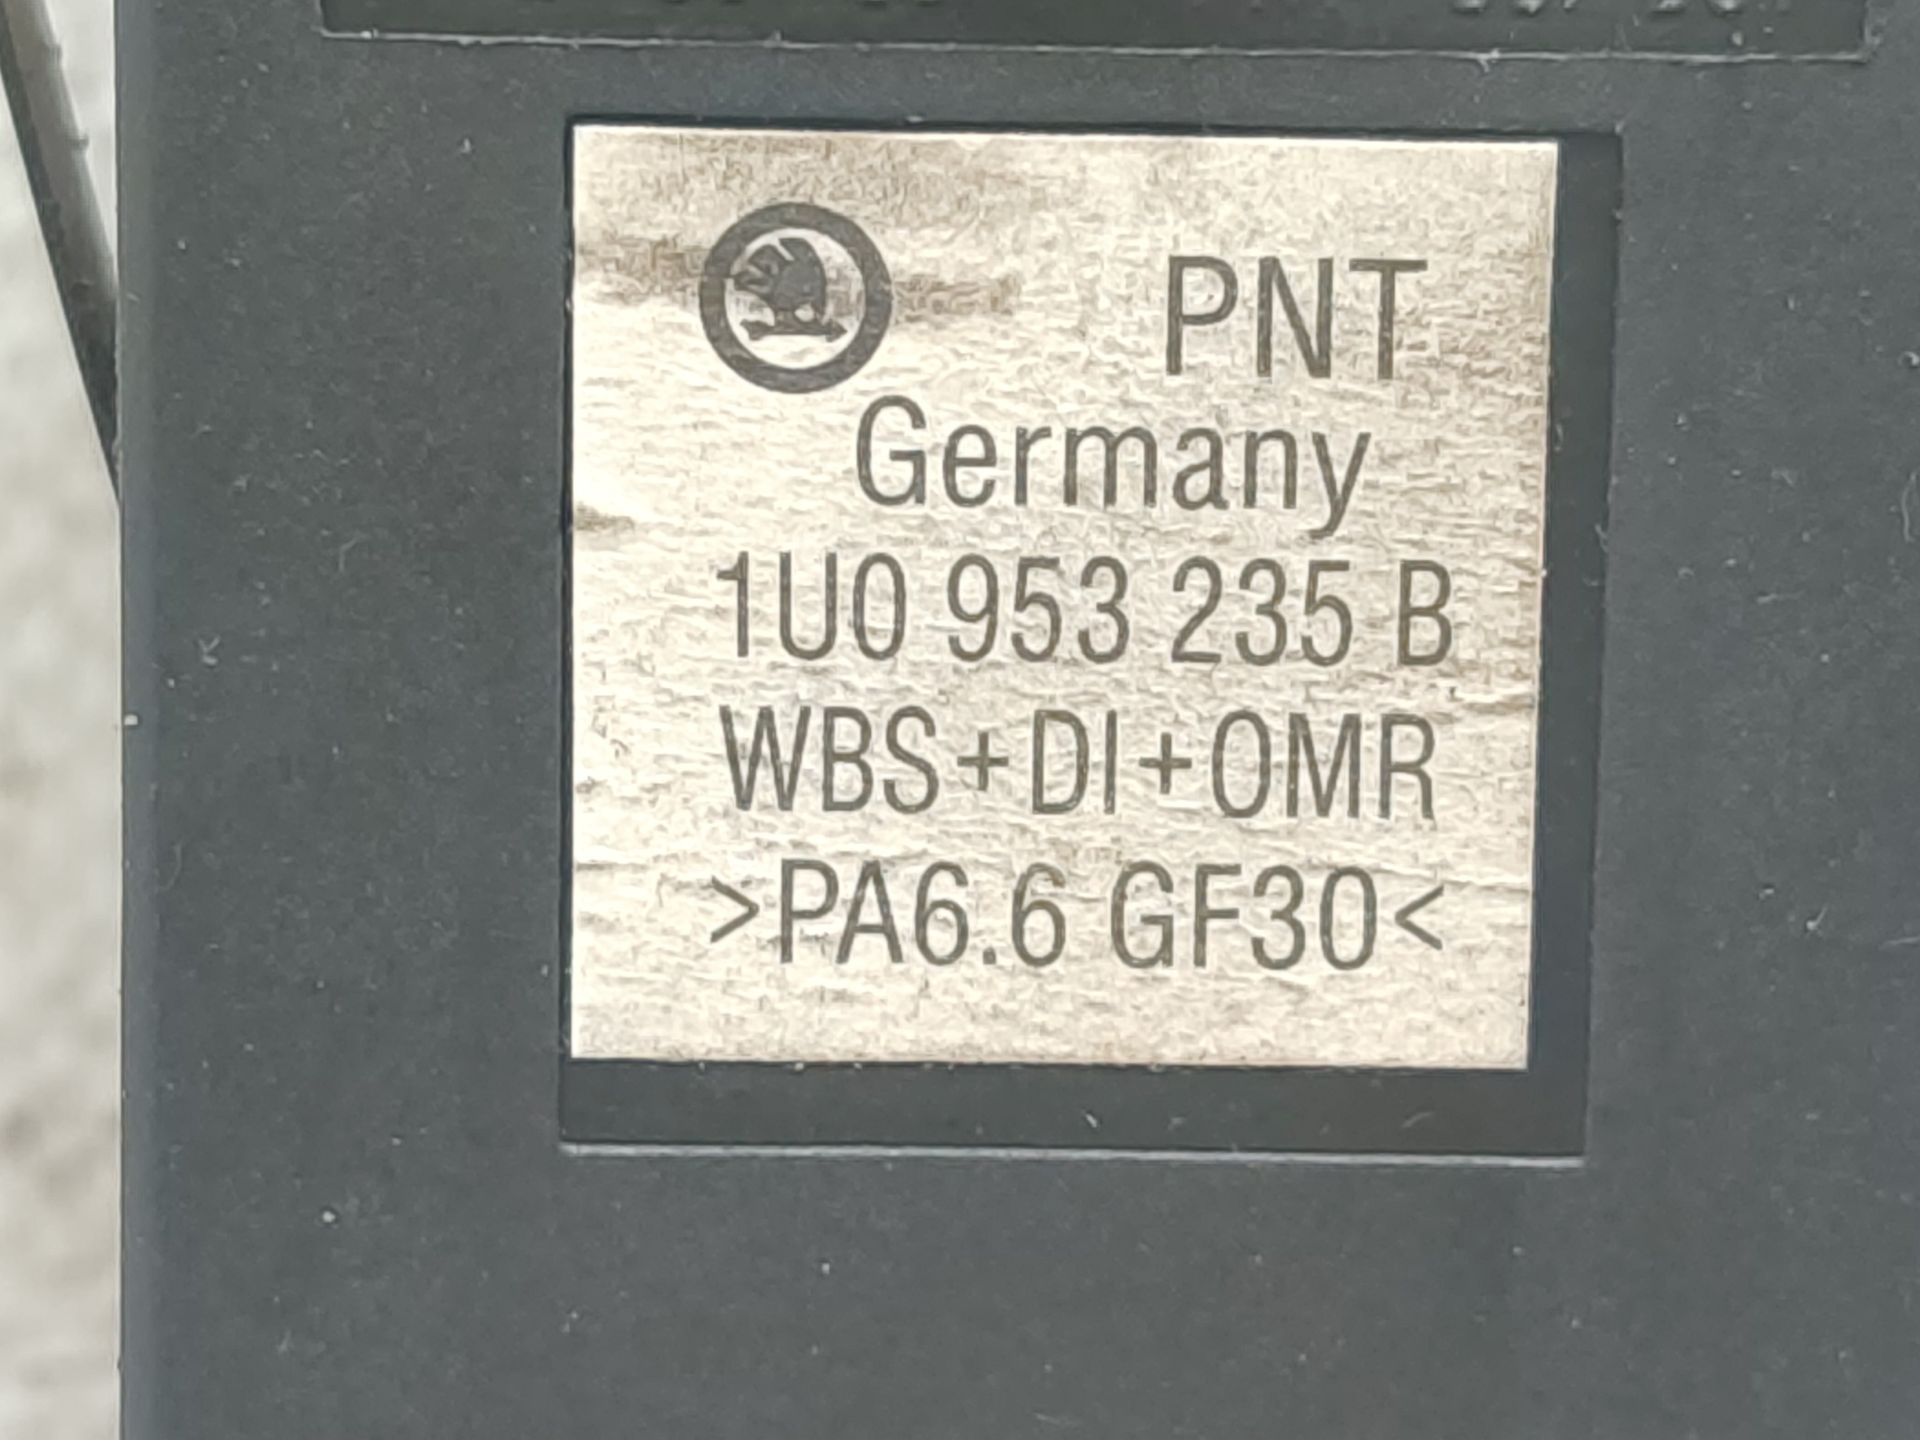 PNT
Germany
1U0 953 235 B
WBS+DI+OMR
>PA6.6 GF30<